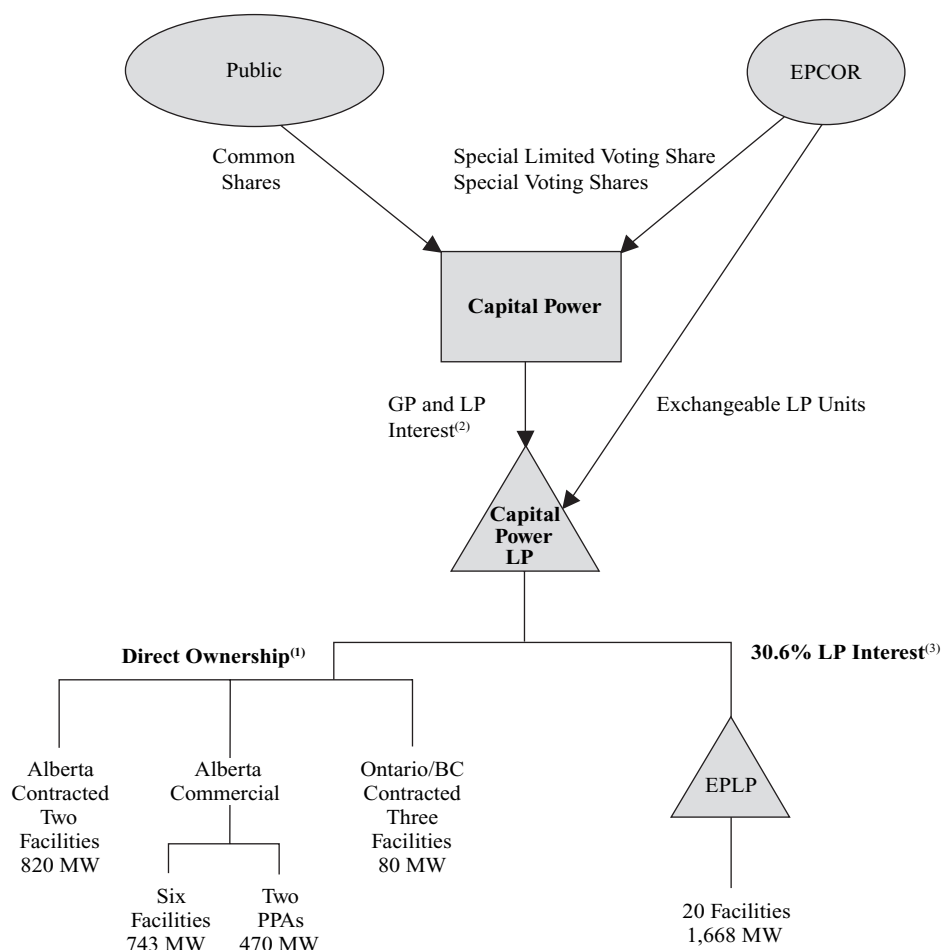 Public
EPCOR
Common
Shares
Special Limited Voting Share
Special Voting Shares
Capital Power
GP and LP
Interest(2)
Exchangeable LP Units
Capital
Power
LP
Direct Ownership(1)
30.6% LP Interest(3)
Alberta
Contracted
Two
Facilities
820 MW
Alberta
Commercial
Six
Facilities
743 MW
Two
PPAs
470 MW
Ontario/BC
Contracted
Three
Facilities
80 MW
EPLP
20 Facilities
1,668 MW